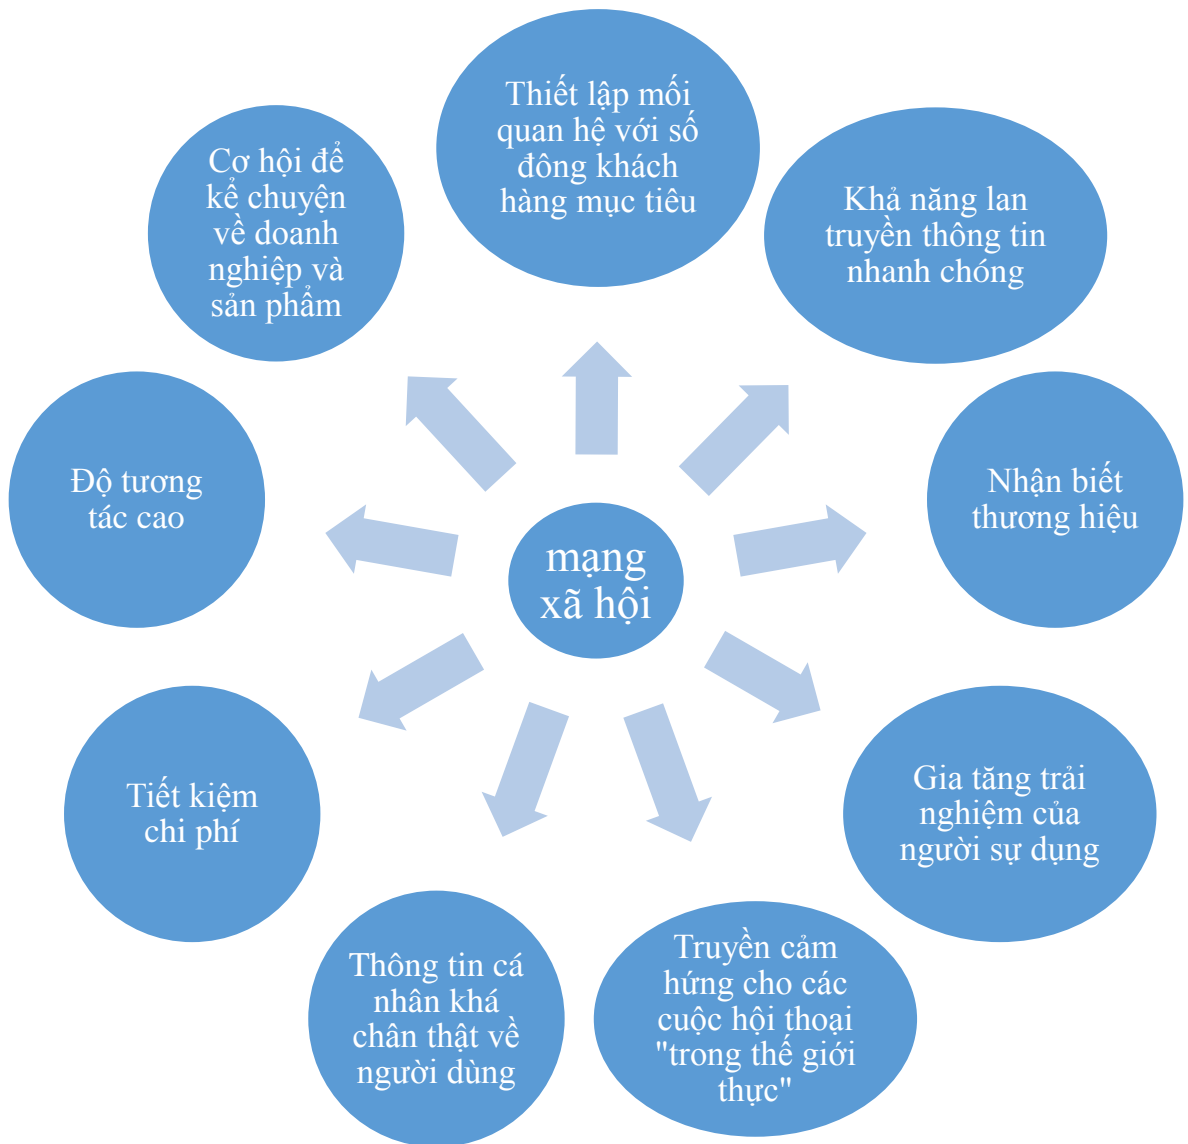 Thiết lập mối
quan hệ với số
đông khách
hàng mục tiêu
Khả năng lan
truyền thông tin
nhanh chóng
Nhận biết
thương hiệu
Gia tăng trải
nghiệm của
người sự dụng
Truyền cảm
hứng cho các
cuộc hội thoại
"trong thế giới
thực"
Thông tin cá
nhân khá
chân thật về
người dùng
Tiết kiệm
chi phí
Độ tương
tác cao
Cơ hội để
kể chuyện
về doanh
nghiệp và
sản phẩm
mạng
xã hội